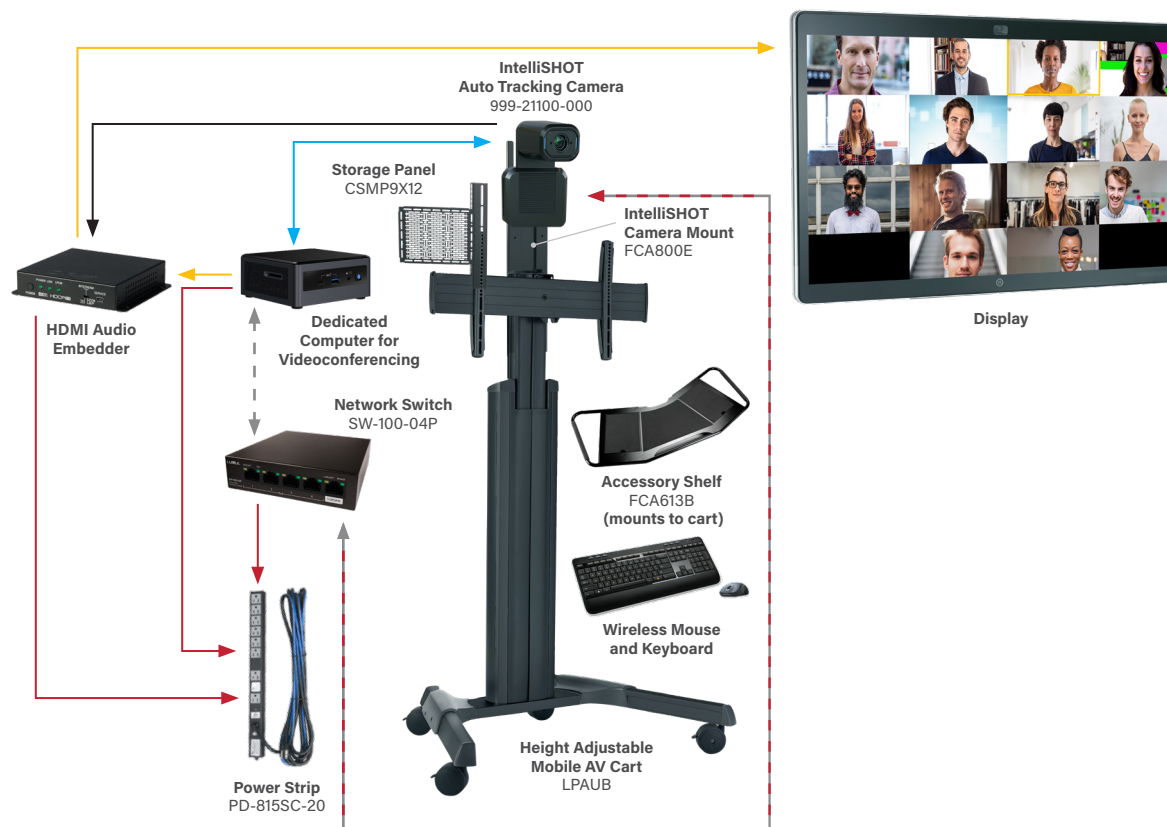 IntelliSHOT
Auto Tracking Camera
999-21100-000
Storage Panel
CSMP9X12
IntelliSHOT
Camera Mount
FCA800E
HDMI Audio
Embedder
Dedicated
Computer for
Videoconferencing
Display
Network Switch
SW-100-04P
Accessory Shelf
FCA613B
(mounts to cart)
Wireless Mouse
and Keyboard
Height Adjustable
Mobile AV Cart
LPAUB
Power Strip
PD-815SC-20